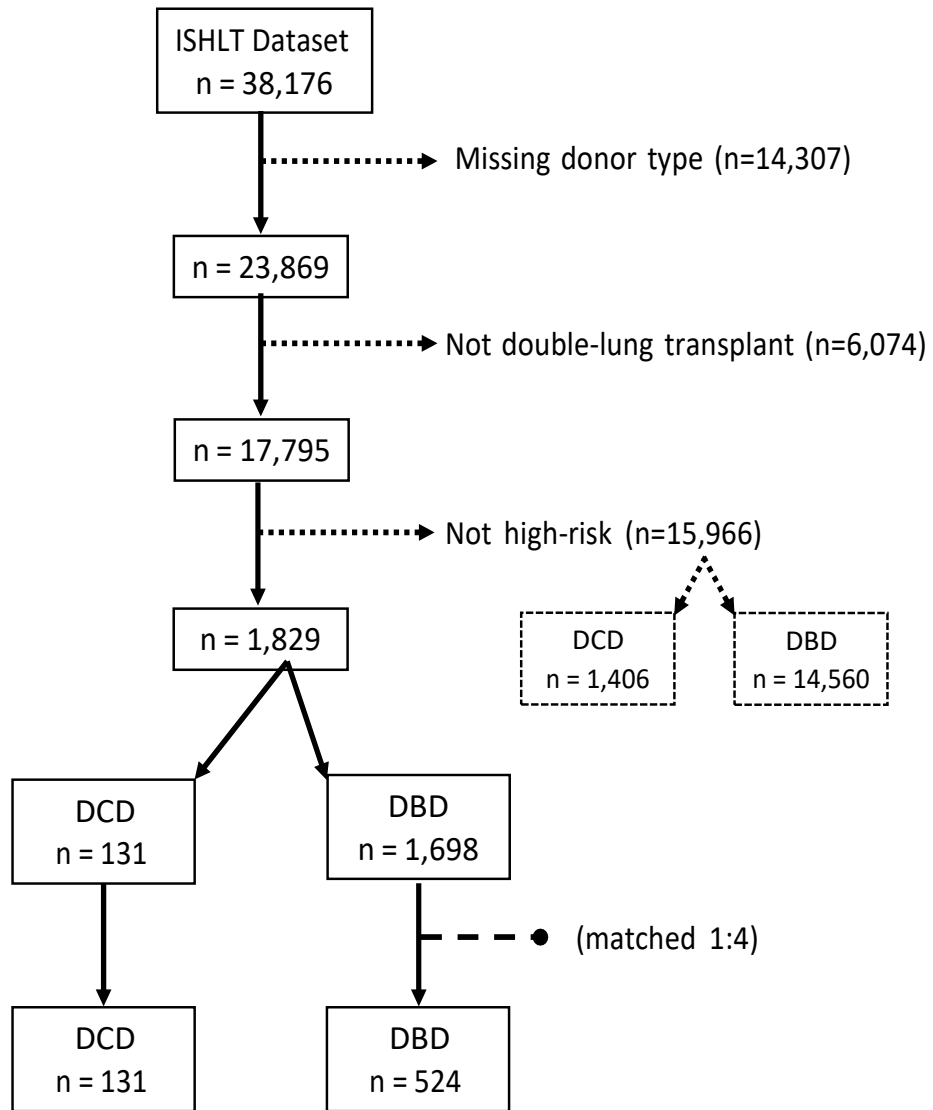 ISHLT Dataset
n = 38,176
Missing donor type (n=14,307)
n = 23,869
Not double-lung transplant (n=6,074)
n = 17,795
Not high-risk (n=15,966)
n = 1,829
DCD
n = 1,406
DBD
n = 14,560
DCD
n = 131
DBD
n = 1,698
(matched 1:4)
DCD
n = 131
DBD
n = 524